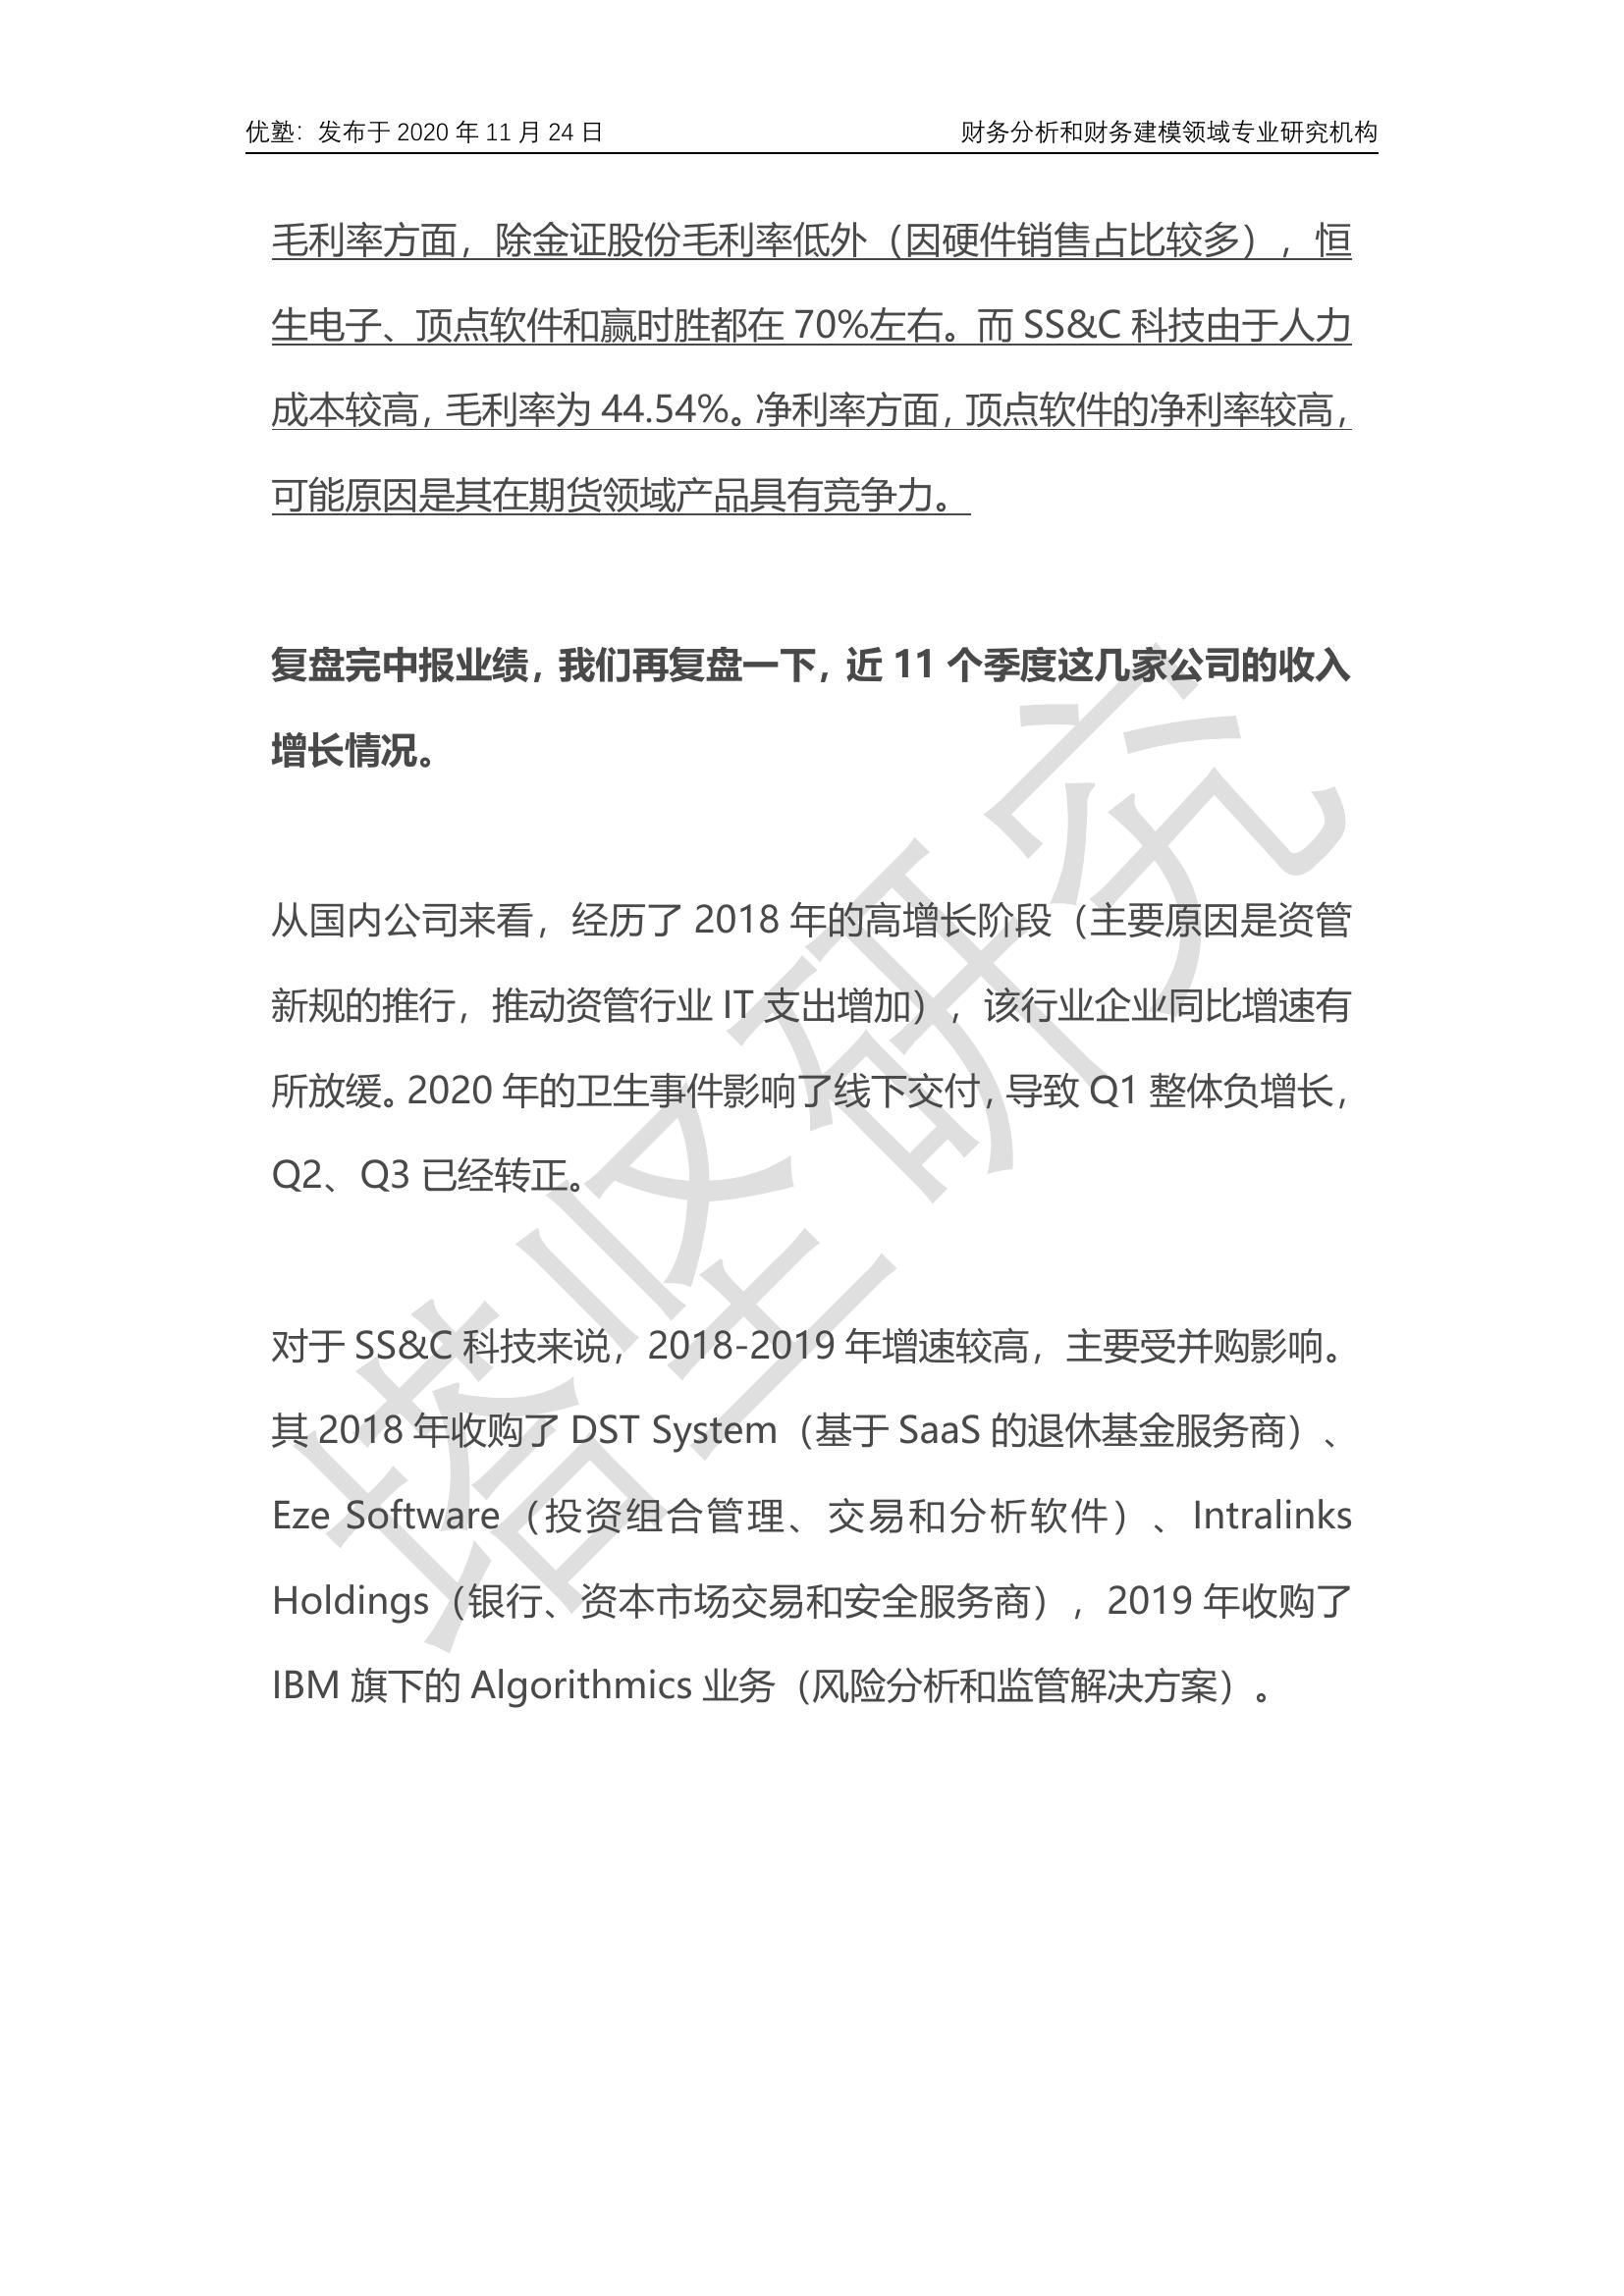 优塾：发布于 2020 年 11 月 24 日
财务分析和财务建模领域专业研究机构
毛利率方面，除金证股份毛利率低外（因硬件销售占比较多），恒
生电子、顶点软件和赢时胜都在 70%左右。而 SS&C 科技由于人力
成本较高，毛利率为 44.54%。净利率方面，顶点软件的净利率较高，
可能原因是其在期货领域产品具有竞争力。
复盘完中报业绩，我们再复盘一下，近 11 个季度这几家公司的收入
增长情况。
从国内公司来看，经历了 2018 年的高增长阶段（主要原因是资管
新规的推行，推动资管行业 IT 支出增加），该行业企业同比增速有
所放缓。2020 年的卫生事件影响了线下交付，导致 Q1 整体负增长，
Q2、Q3 已经转正。
对于 SS&C 科技来说，2018-2019 年增速较高，主要受并购影响。
其 2018 年收购了 DST System（基于 SaaS 的退休基金服务商）、
Eze Software（投资组合管理、交易和分析软件）、Intralinks
Holdings（银行、资本市场交易和安全服务商），2019 年收购了
IBM 旗下的 Algorithmics 业务（风险分析和监管解决方案）。
塔坚研究